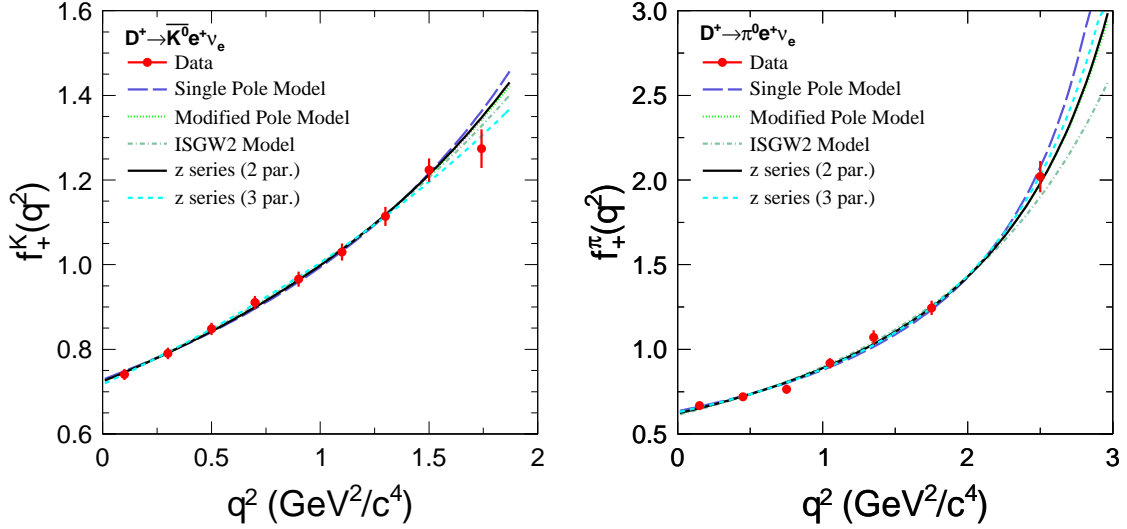 D⁺→K̅⁰e⁺νₑ
Data
Single Pole Model
Modified Pole Model
ISGW2 Model
z series (2 par.)
z series (3 par.)
1.6
1.4
1.2
1.0
0.8
0.6
f₊ᴷ(q²)
0 0.5 1 1.5 2
q² (GeV²/c⁴)
D⁺→π⁰e⁺νₑ
Data
Single Pole Model
Modified Pole Model
ISGW2 Model
z series (2 par.)
z series (3 par.)
3.0
2.5
2.0
1.5
1.0
0.5
f₊^π(q²)
0 1 2 3
q² (GeV²/c⁴)